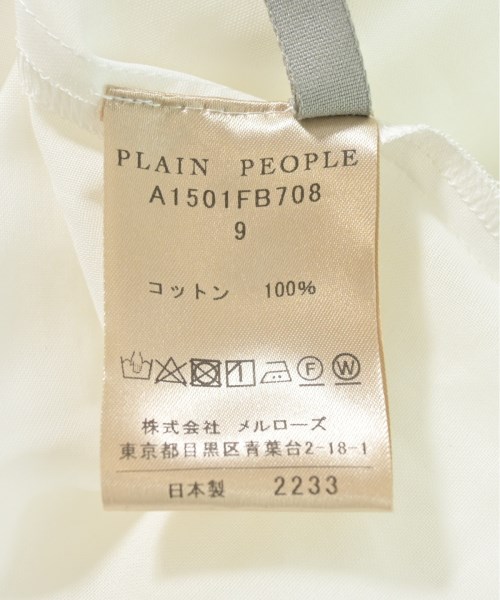 PLAIN PEOPLE
A1501FB708
9
コットン 100%
F W
株式会社 メルローズ
東京都目黒区青葉台2-18-1
日本製 2233